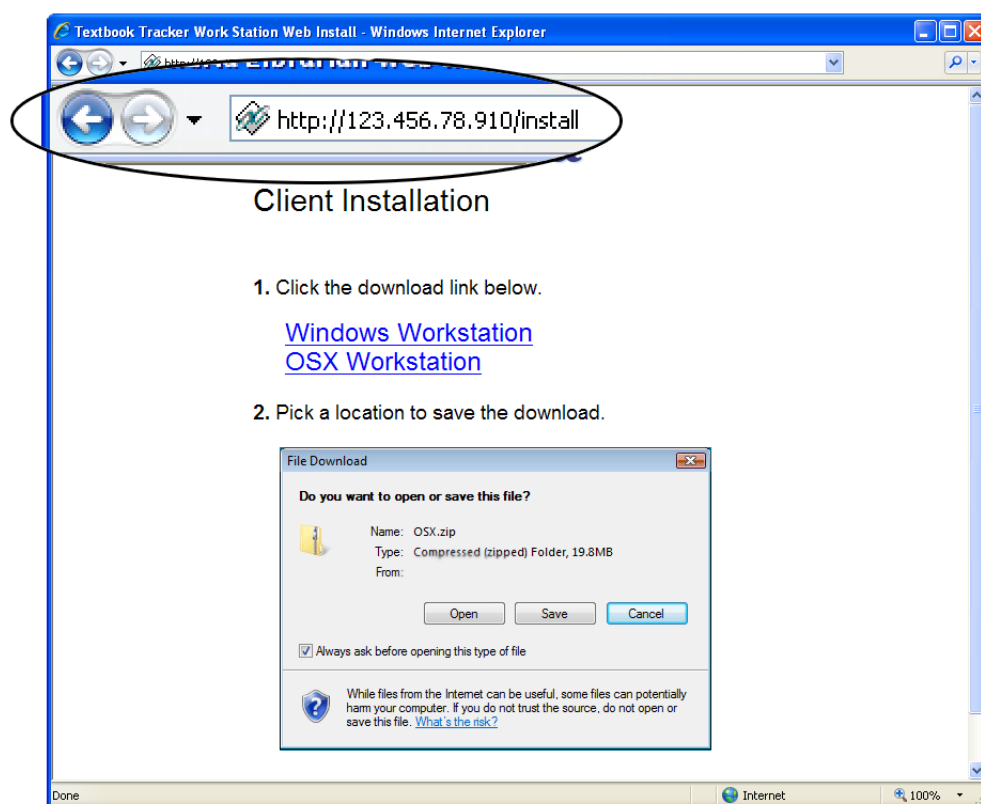 Textbook Tracker Work Station Web Install - Windows Internet Explorer
http://123.456.78.910/install
Client Installation
1. Click the download link below.
Windows Workstation
OSX Workstation
2. Pick a location to save the download.
File Download
Do you want to open or save this file?
Name: OSX.zip
Type: Compressed (zipped) Folder, 19.8MB
From:
Open Save Cancel
Always ask before opening this type of file
While files from the Internet can be useful, some files can potentially
harm your computer. If you do not trust the source, do not open or
save this file. What's the risk?
Done Internet 100%